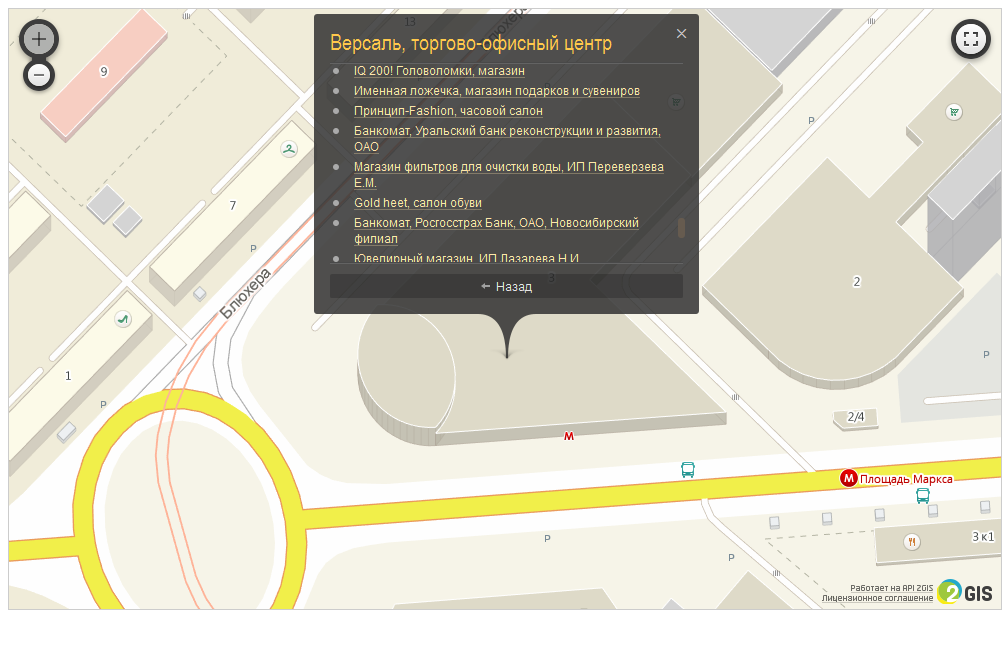 13
Блюхера
Версаль, торгово-офисный центр
IQ 200! Головоломки, магазин
Именная ложечка, магазин подарков и сувениров
Принцип-Fashion, часовой салон
Банкомат, Уральский банк реконструкции и развития,
ОАО
Магазин фильтров для очистки воды, ИП Переверзева
Е.М.
Gold heet, салон обуви
Банкомат, Росгосстрах Банк, ОАО, Новосибирский
филиал
Ювелирный магазин, ИП Лазарева Н.И.
3
← Назад
9
P
7
P
2
Блюхера
P
1
P
2/4
М
М Площадь Маркса
P
P
3 к1
Работает на API 2GIS
Лицензионное соглашение
2GIS